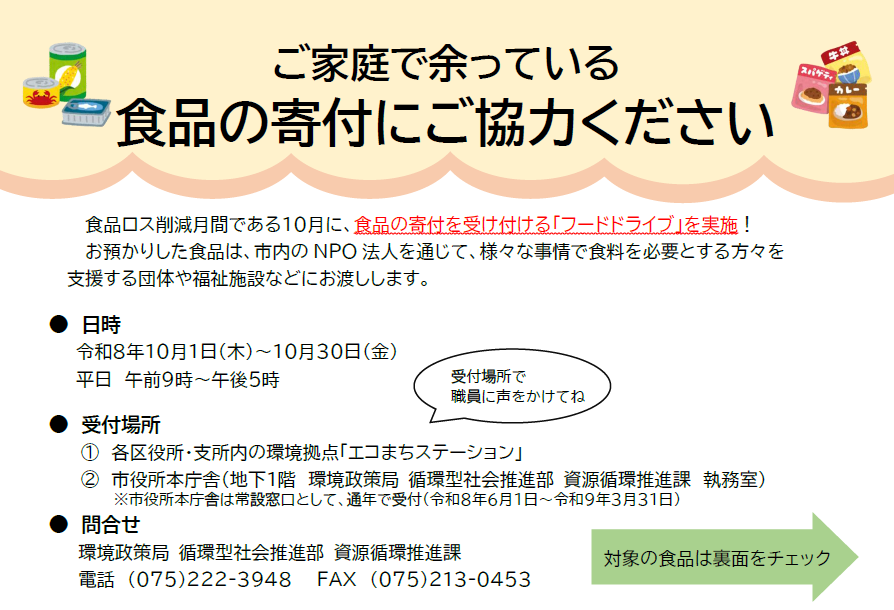 ご家庭で余っている
食品の寄付にご協力ください
スパゲティ
牛丼
カレー
食品ロス削減月間である10月に、食品の寄付を受け付ける「フードドライブ」を実施！
お預かりした食品は、市内のNPO法人を通じて、様々な事情で食料を必要とする方々を
支援する団体や福祉施設などにお渡しします。
● 日時
令和8年10月1日（木）～10月30日（金）
平日 午前9時～午後5時
受付場所で
職員に声をかけてね
● 受付場所
① 各区役所・支所内の環境拠点「エコまちステーション」
② 市役所本庁舎（地下1階 環境政策局 循環型社会推進部 資源循環推進課 執務室）
※市役所本庁舎は常設窓口として、通年で受付（令和8年6月1日～令和9年3月31日）
● 問合せ
環境政策局 循環型社会推進部 資源循環推進課
電話 （075）222-3948 FAX （075）213-0453
対象の食品は裏面をチェック